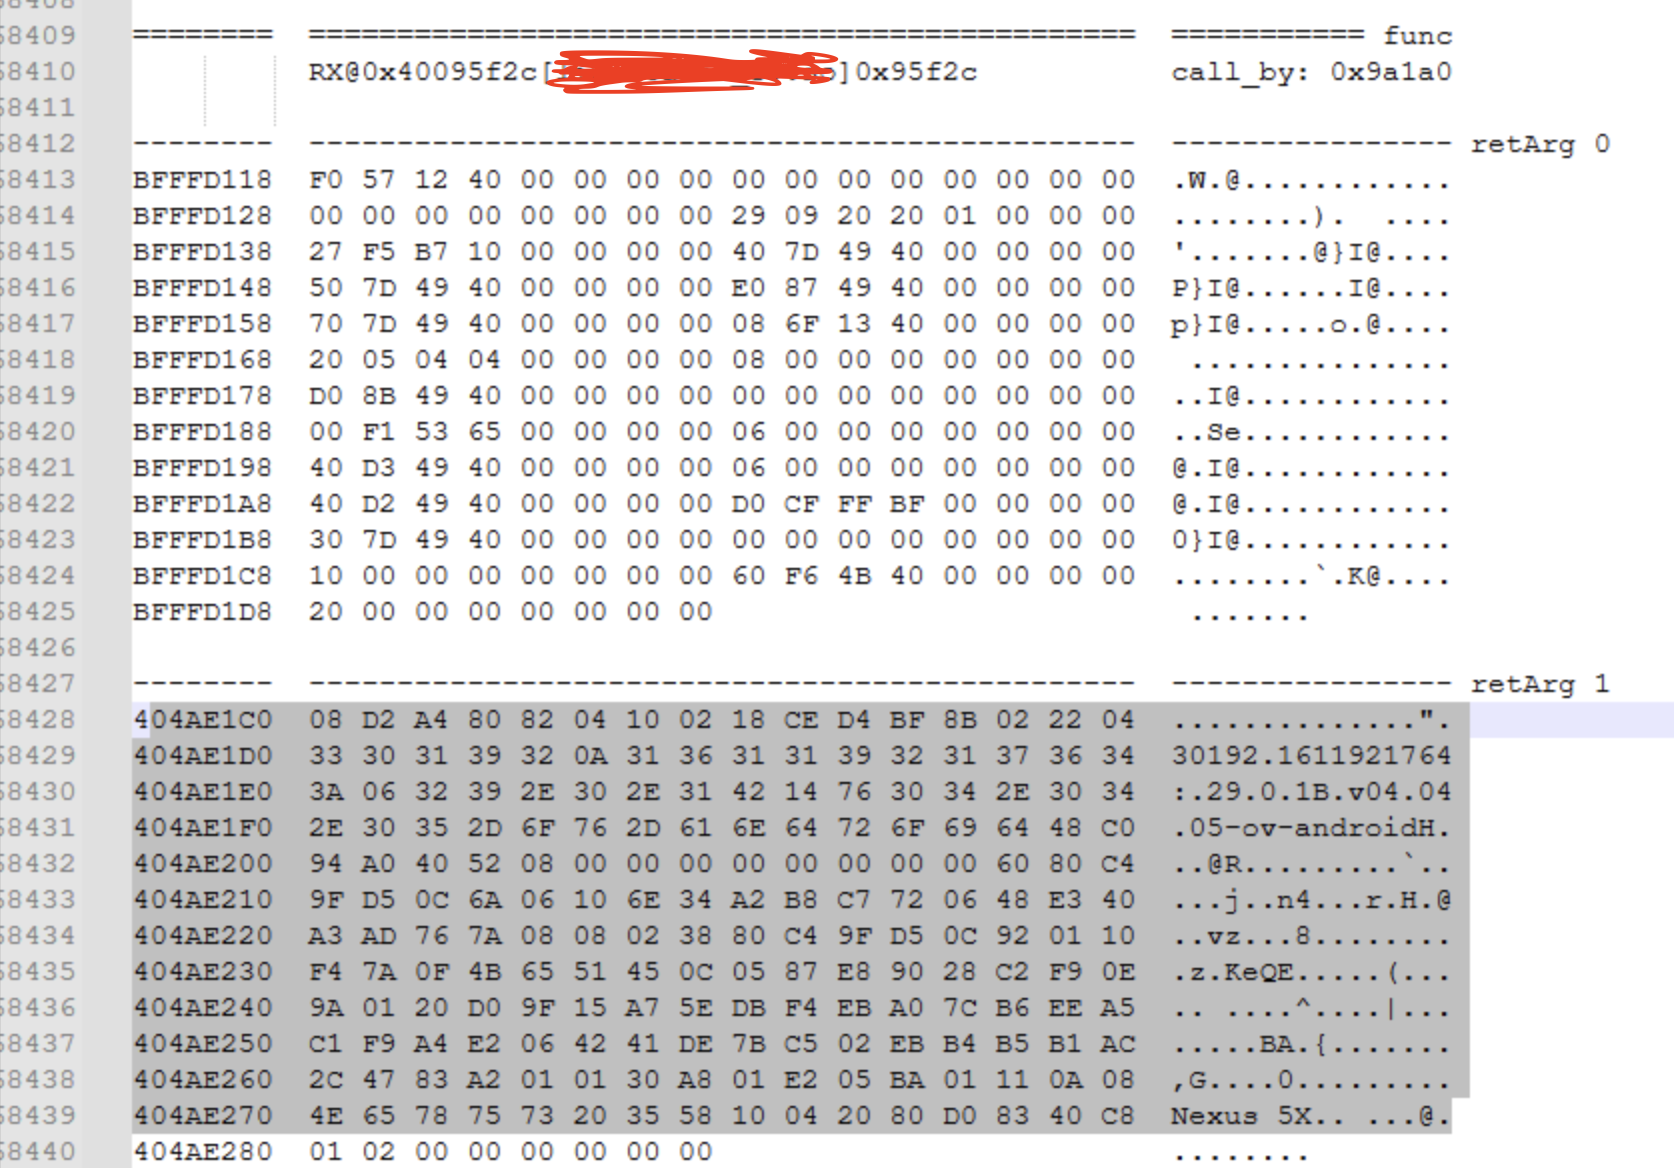 58408
58409 ======== =============================================== =========== func
58410 RX@0x40095f2c[ ]0x95f2c call_by: 0x9a1a0
58411
58412 -------- ----------------------------------------------- ---------------- retArg 0
58413 BFFFD118 F0 57 12 40 00 00 00 00 00 00 00 00 00 00 00 00 .W.@............
58414 BFFFD128 00 00 00 00 00 00 00 00 29 09 20 20 01 00 00 00 ........).  ....
58415 BFFFD138 27 F5 B7 10 00 00 00 00 40 7D 49 40 00 00 00 00 '.......@}I@....
58416 BFFFD148 50 7D 49 40 00 00 00 00 E0 87 49 40 00 00 00 00 P}I@......I@....
58417 BFFFD158 70 7D 49 40 00 00 00 00 08 6F 13 40 00 00 00 00 p}I@.....o.@....
58418 BFFFD168 20 05 04 04 00 00 00 00 08 00 00 00 00 00 00 00  ...............
58419 BFFFD178 D0 8B 49 40 00 00 00 00 00 00 00 00 00 00 00 00 ..I@............
58420 BFFFD188 00 F1 53 65 00 00 00 00 06 00 00 00 00 00 00 00 ..Se............
58421 BFFFD198 40 D3 49 40 00 00 00 00 06 00 00 00 00 00 00 00 @.I@............
58422 BFFFD1A8 40 D2 49 40 00 00 00 00 D0 CF FF BF 00 00 00 00 @.I@............
58423 BFFFD1B8 30 7D 49 40 00 00 00 00 00 00 00 00 00 00 00 00 0}I@............
58424 BFFFD1C8 10 00 00 00 00 00 00 00 60 F6 4B 40 00 00 00 00 ........`.K@....
58425 BFFFD1D8 20 00 00 00 00 00 00 00  .......
58426
58427 -------- ----------------------------------------------- ---------------- retArg 1
58428 404AE1C0 08 D2 A4 80 82 04 10 02 18 CE D4 BF 8B 02 22 04 ..............".
58429 404AE1D0 33 30 31 39 32 0A 31 36 31 31 39 32 31 37 36 34 30192.1611921764
58430 404AE1E0 3A 06 32 39 2E 30 2E 31 42 14 76 30 34 2E 30 34 :.29.0.1B.v04.04
58431 404AE1F0 2E 30 35 2D 6F 76 2D 61 6E 64 72 6F 69 64 48 C0 .05-ov-androidH.
58432 404AE200 94 A0 40 52 08 00 00 00 00 00 00 00 00 60 80 C4 ..@R.........`..
58433 404AE210 9F D5 0C 6A 06 10 6E 34 A2 B8 C7 72 06 48 E3 40 ...j..n4...r.H.@
58434 404AE220 A3 AD 76 7A 08 08 02 38 80 C4 9F D5 0C 92 01 10 ..vz...8........
58435 404AE230 F4 7A 0F 4B 65 51 45 0C 05 87 E8 90 28 C2 F9 0E .z.KeQE.....(...
58436 404AE240 9A 01 20 D0 9F 15 A7 5E DB F4 EB A0 7C B6 EE A5 .. ....^....|...
58437 404AE250 C1 F9 A4 E2 06 42 41 DE 7B C5 02 EB B4 B5 B1 AC .....BA.{.......
58438 404AE260 2C 47 83 A2 01 01 30 A8 01 E2 05 BA 01 11 0A 08 ,G....0.........
58439 404AE270 4E 65 78 75 73 20 35 58 10 04 20 80 D0 83 40 C8 Nexus 5X.. ...@.
58440 404AE280 01 02 00 00 00 00 00 00 ........